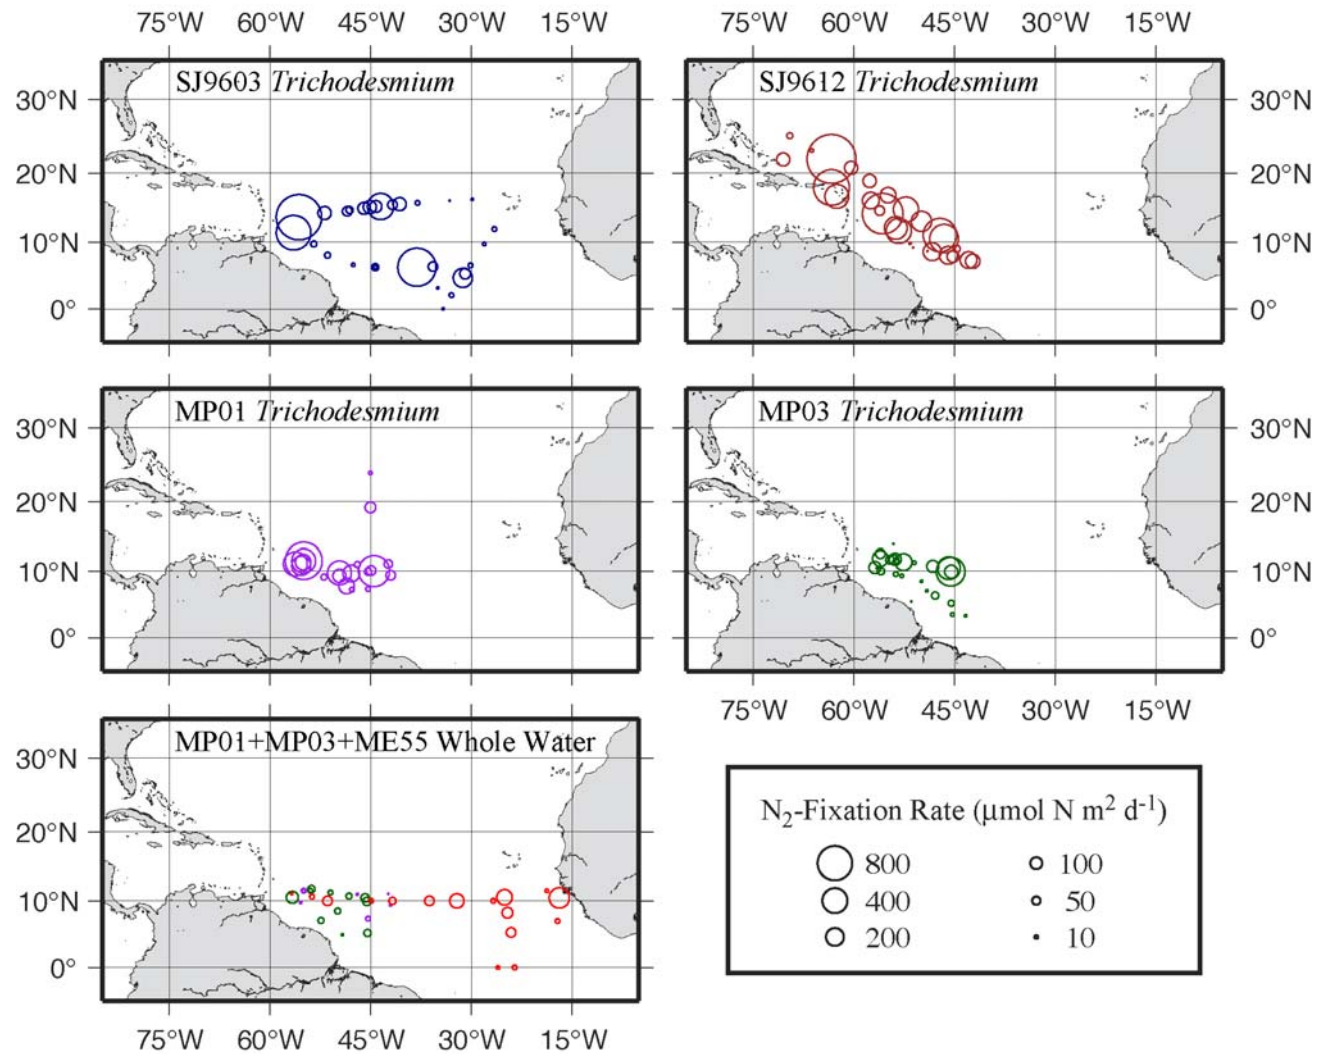 75°W 60°W 45°W 30°W 15°W 75°W 60°W 45°W 30°W 15°W
SJ9603 Trichodesmium
SJ9612 Trichodesmium
30°N 30°N
20°N 20°N
10°N 10°N
0° 0°
MP01 Trichodesmium
MP03 Trichodesmium
30°N 30°N
20°N 20°N
10°N 10°N
0° 0°
75°W 60°W 45°W 30°W 15°W
MP01+MP03+ME55 Whole Water
30°N
20°N
10°N
0°
75°W 60°W 45°W 30°W 15°W
N₂-Fixation Rate (μmol N m² d⁻¹)
800 100
400 50
200 10